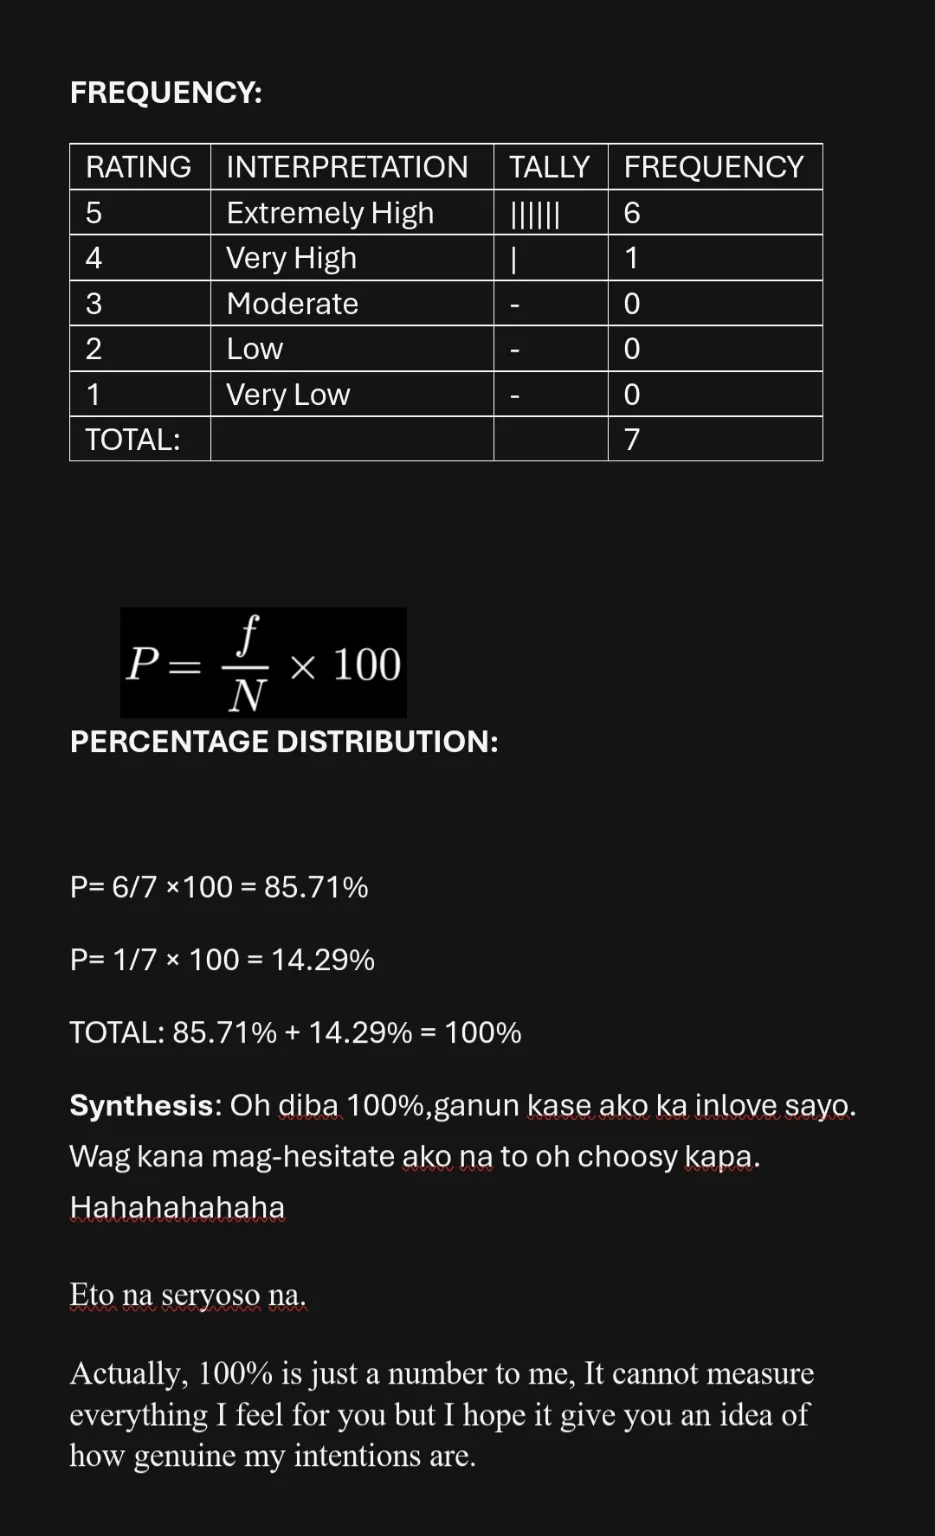 FREQUENCY:
RATING INTERPRETATION TALLY FREQUENCY
5 Extremely High |||||| 6
4 Very High | 1
3 Moderate - 0
2 Low - 0
1 Very Low - 0
TOTAL: 7
P = f/N × 100
PERCENTAGE DISTRIBUTION:
P= 6/7 ×100 = 85.71%
P= 1/7 × 100 = 14.29%
TOTAL: 85.71% + 14.29% = 100%
Synthesis: Oh diba 100%,ganun kase ako ka inlove sayo.
Wag kana mag-hesitate ako na to oh choosy kapa.
Hahahahahaha
Eto na seryoso na.
Actually, 100% is just a number to me, It cannot measure
everything I feel for you but I hope it give you an idea of
how genuine my intentions are.